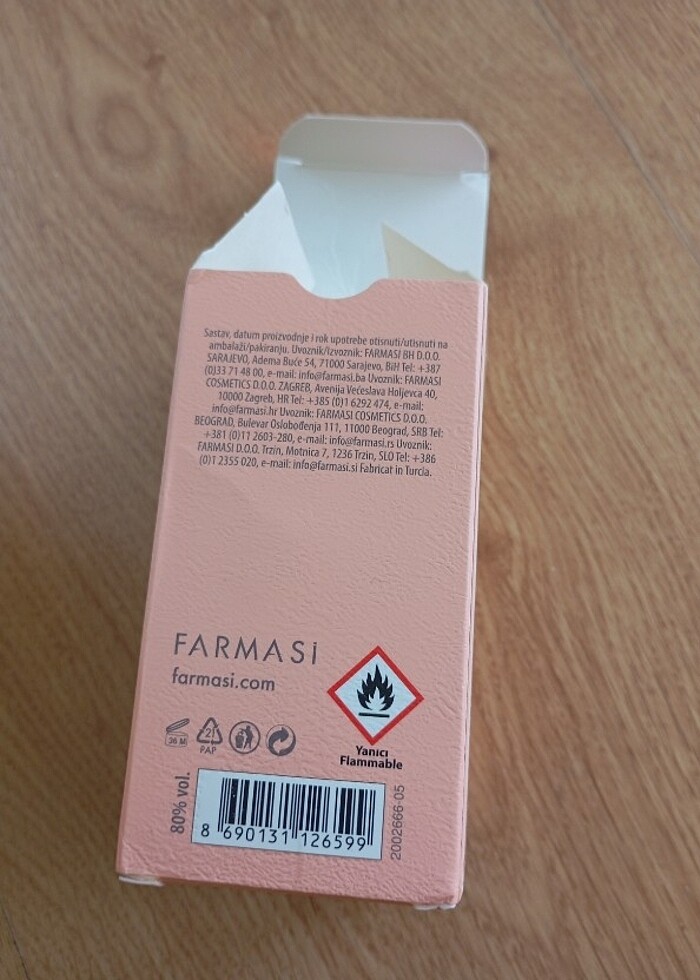 Sastav, datum proizvodnje i rok upotrebe otisnuti/utisnuti na
ambalaži/pakiranju. Uvoznik/izvoznik: FARMASI BH D.O.O.
SARAJEVO, Adema Buće 54, 71000 Sarajevo, BiH Tel: +387
(0)33 71 48 00, e-mail: info@farmasi.ba Uvoznik: FARMASI
COSMETICS D.O.O. ZAGREB, Avenija Većeslava Holjevca 40,
10000 Zagreb, HR Tel: +385 (0)1 6292 474, e-mail:
info@farmasi.hr Uvoznik: FARMASI COSMETICS D.O.O.
BEOGRAD, Bulevar Oslobođenja 111, 11000 Beograd, SRB Tel:
+381 (0)11 2603-280, e-mail: info@farmasi.rs Uvoznik:
FARMASI D.O.O. Trzin, Motnica 7, 1236 Trzin, SLO Tel: +386
(0)1 2355 020, e-mail: info@farmasi.si Fabricat in Turcia.
FARMASİ
farmasi.com
36 M
21
PAP
Yanıcı
Flammable
80% vol.
8 690131 126599
2002666-05